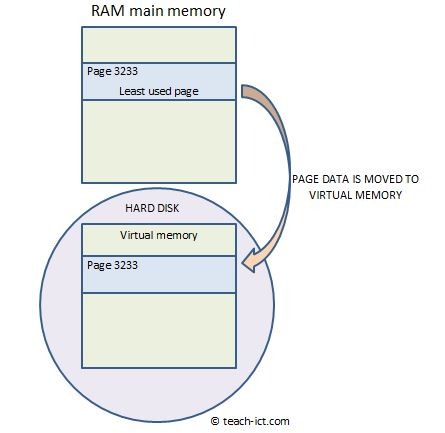 RAM main memory
Page 3233
Least used page
PAGE DATA IS MOVED TO
VIRTUAL MEMORY
HARD DISK
Virtual memory
Page 3233
© teach-ict.com